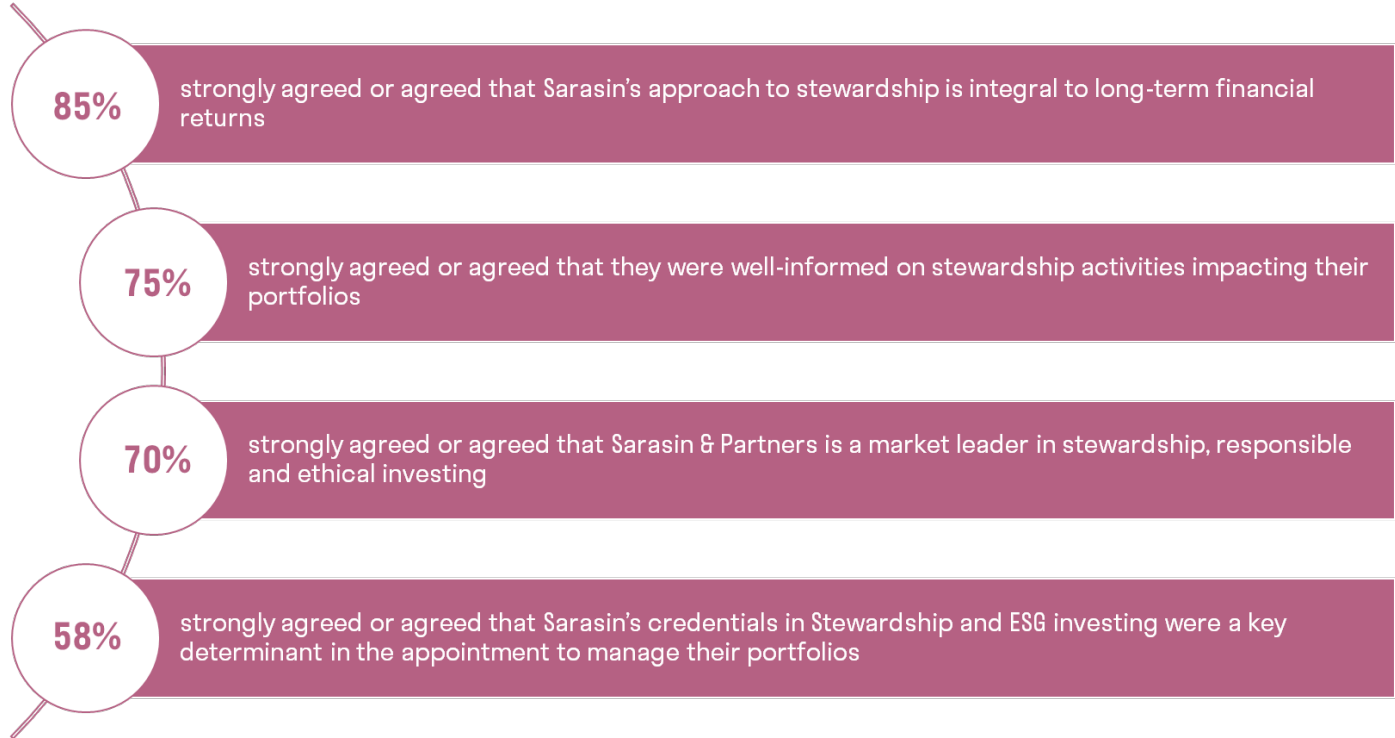 85%
strongly agreed or agreed that Sarasin’s approach to stewardship is integral to long-term financial
returns
75%
strongly agreed or agreed that they were well-informed on stewardship activities impacting their
portfolios
70%
strongly agreed or agreed that Sarasin & Partners is a market leader in stewardship, responsible
and ethical investing
58%
strongly agreed or agreed that Sarasin’s credentials in Stewardship and ESG investing were a key
determinant in the appointment to manage their portfolios